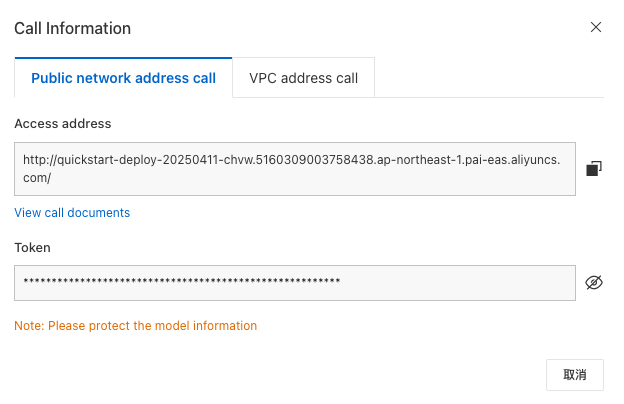 Call Information
Public network address call
VPC address call
Access address
http://quickstart-deploy-20250411-chvw.5160309003758438.ap-northeast-1.pai-eas.aliyuncs.
com/
View call documents
Token
********************************************************
Note: Please protect the model information
取消